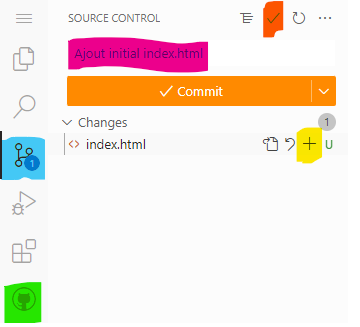 SOURCE CONTROL
Ajout initial index.html
Commit
Changes
1
index.html
U
1